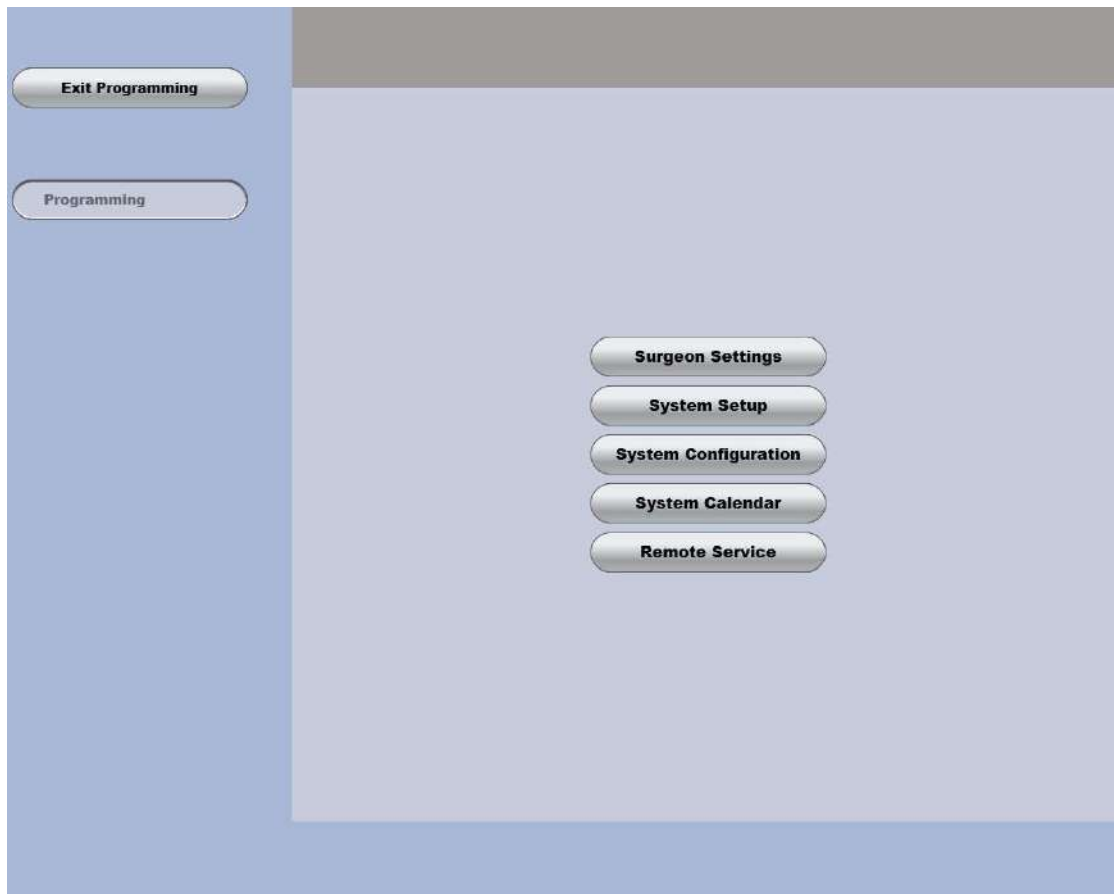 Exit Programming
Programming
Surgeon Settings
System Setup
System Configuration
System Calendar
Remote Service